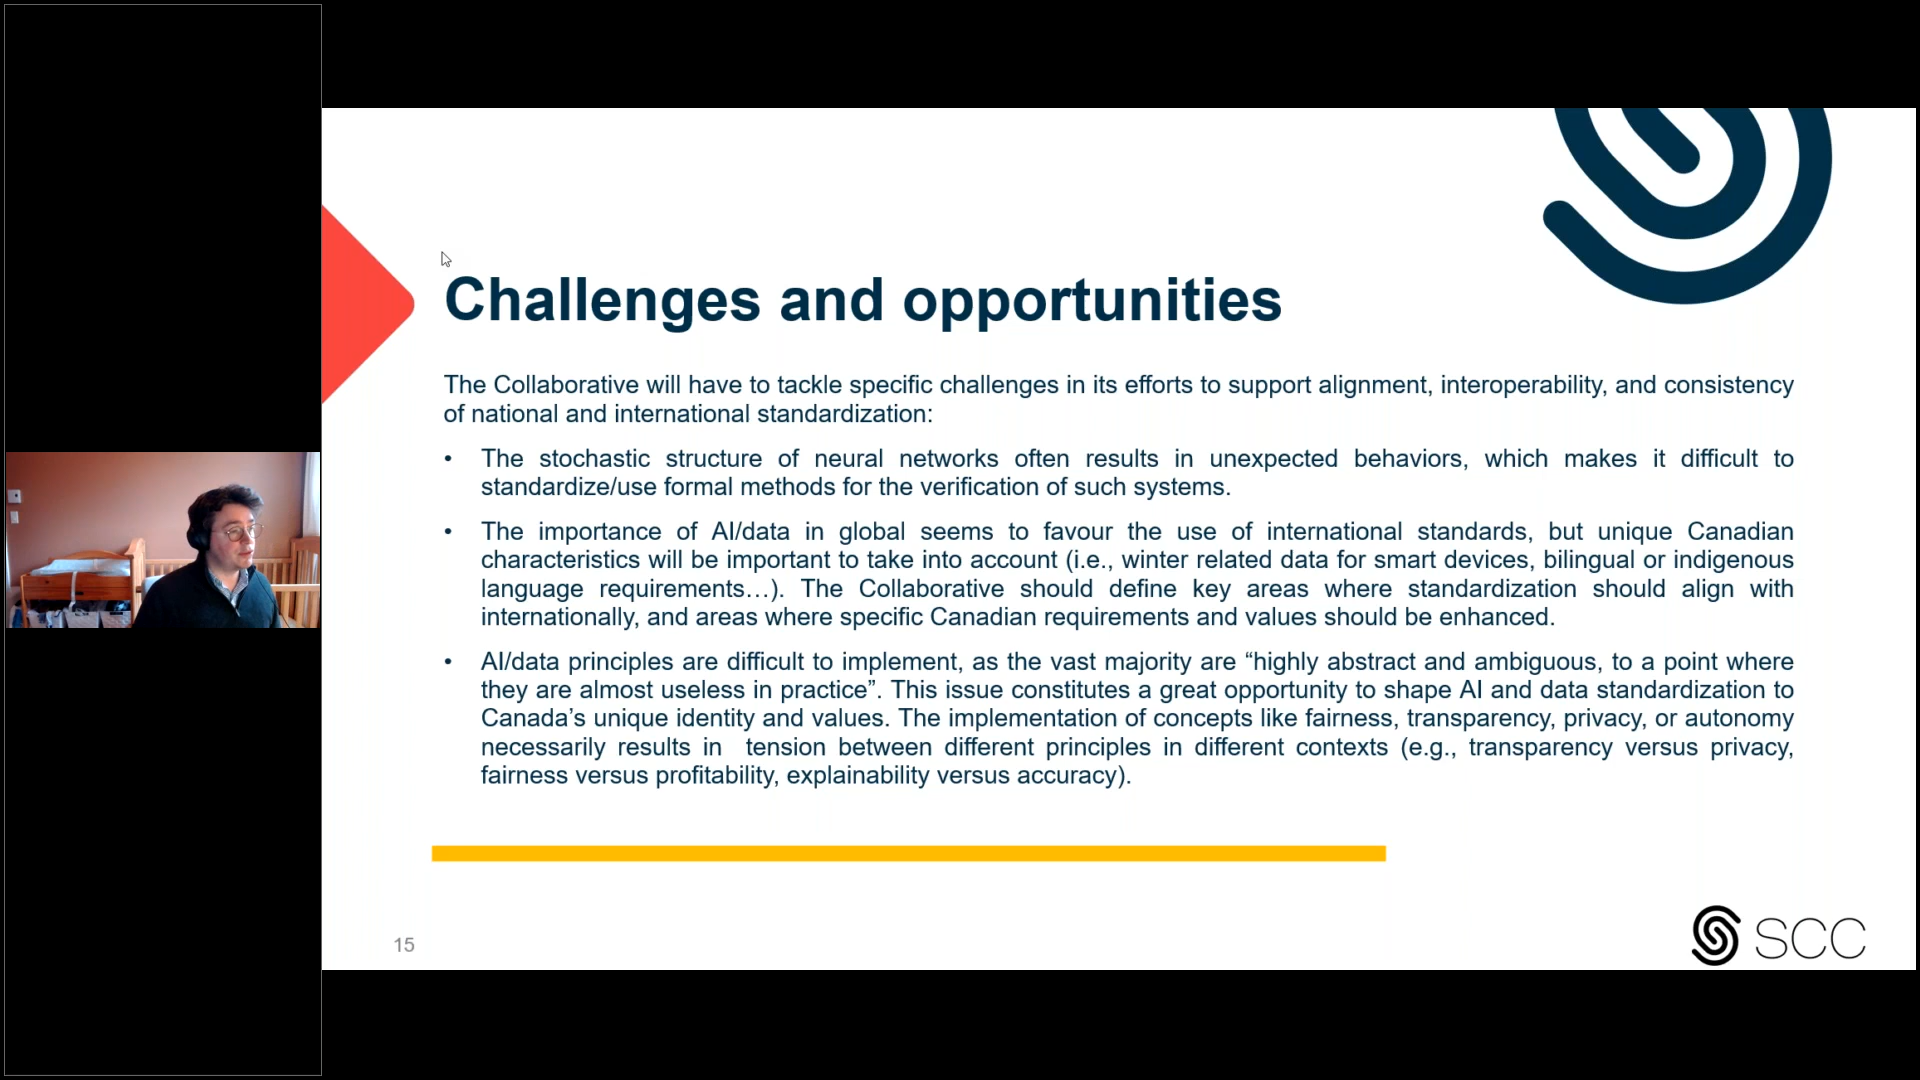 Challenges and opportunities
The Collaborative will have to tackle specific challenges in its efforts to support alignment, interoperability, and consistency
of national and international standardization:
• The stochastic structure of neural networks often results in unexpected behaviors, which makes it difficult to
standardize/use formal methods for the verification of such systems.
• The importance of AI/data in global seems to favour the use of international standards, but unique Canadian
characteristics will be important to take into account (i.e., winter related data for smart devices, bilingual or indigenous
language requirements…). The Collaborative should define key areas where standardization should align with
internationally, and areas where specific Canadian requirements and values should be enhanced.
• AI/data principles are difficult to implement, as the vast majority are “highly abstract and ambiguous, to a point where
they are almost useless in practice”. This issue constitutes a great opportunity to shape AI and data standardization to
Canada’s unique identity and values. The implementation of concepts like fairness, transparency, privacy, or autonomy
necessarily results in  tension between different principles in different contexts (e.g., transparency versus privacy,
fairness versus profitability, explainability versus accuracy).
15
SCC